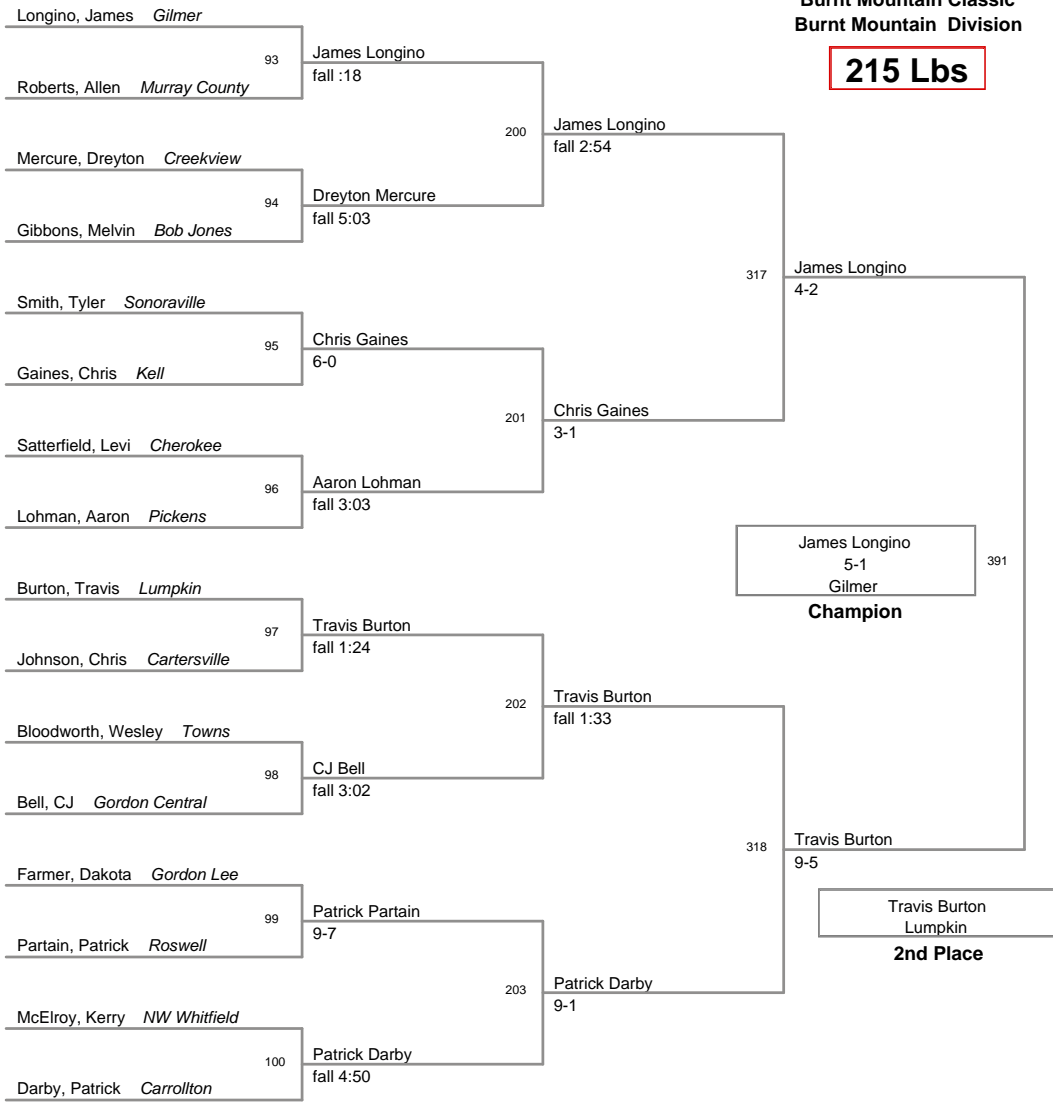 Burnt Mountain Classic
Burnt Mountain Division
215 Lbs
Longino, James Gilmer
93
Roberts, Allen Murray County
James Longino
fall :18
Mercure, Dreyton Creekview
94
Gibbons, Melvin Bob Jones
Dreyton Mercure
fall 5:03
200
James Longino
fall 2:54
Smith, Tyler Sonoraville
95
Gaines, Chris Kell
Chris Gaines
6-0
Satterfield, Levi Cherokee
96
Lohman, Aaron Pickens
Aaron Lohman
fall 3:03
201
Chris Gaines
3-1
317
James Longino
4-2
Burton, Travis Lumpkin
97
Johnson, Chris Cartersville
Travis Burton
fall 1:24
Bloodworth, Wesley Towns
98
Bell, CJ Gordon Central
CJ Bell
fall 3:02
202
Travis Burton
fall 1:33
Farmer, Dakota Gordon Lee
99
Partain, Patrick Roswell
Patrick Partain
9-7
McElroy, Kerry NW Whitfield
100
Darby, Patrick Carrollton
Patrick Darby
fall 4:50
203
Patrick Darby
9-1
318
Travis Burton
9-5
James Longino
5-1
Gilmer
391
Champion
Travis Burton
Lumpkin
2nd Place